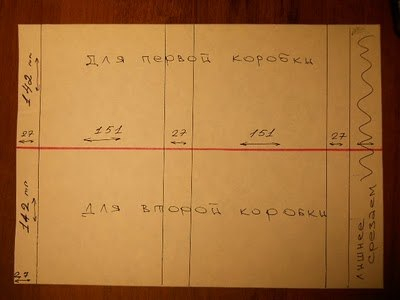 Для первой коробки
142 мм
27
151
27
151
27
142 мм
Для второй коробки
лишнее
срезаем
27